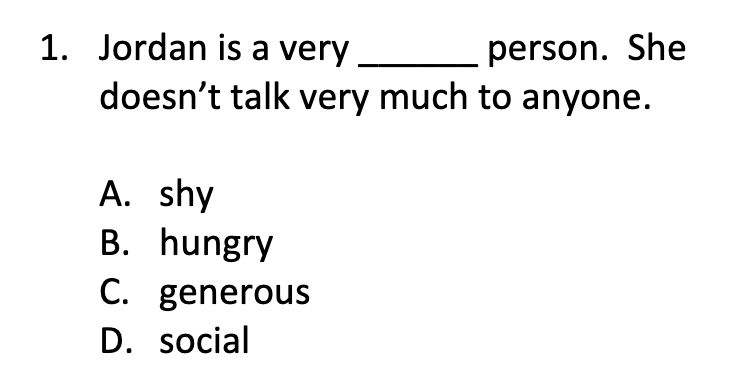 1. Jordan is a very ______ person. She
doesn’t talk very much to anyone.
A. shy
B. hungry
C. generous
D. social